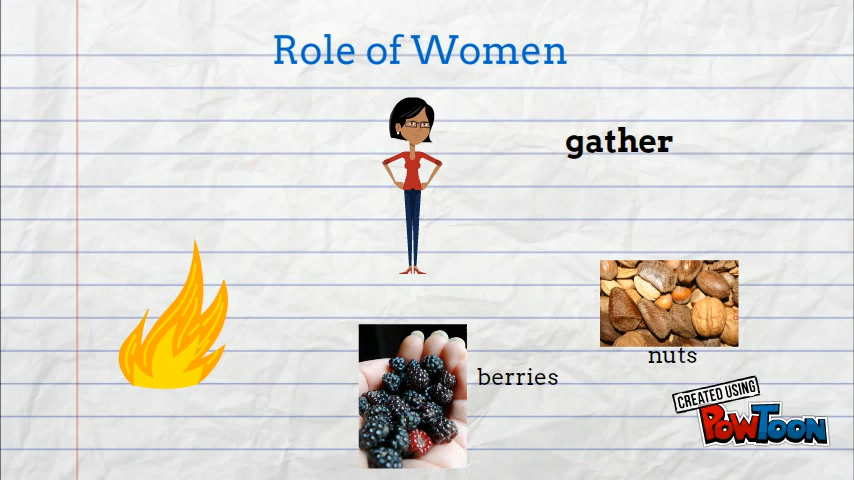 Role of Women
gather
nuts
berries
CREATED USING
POWTOON